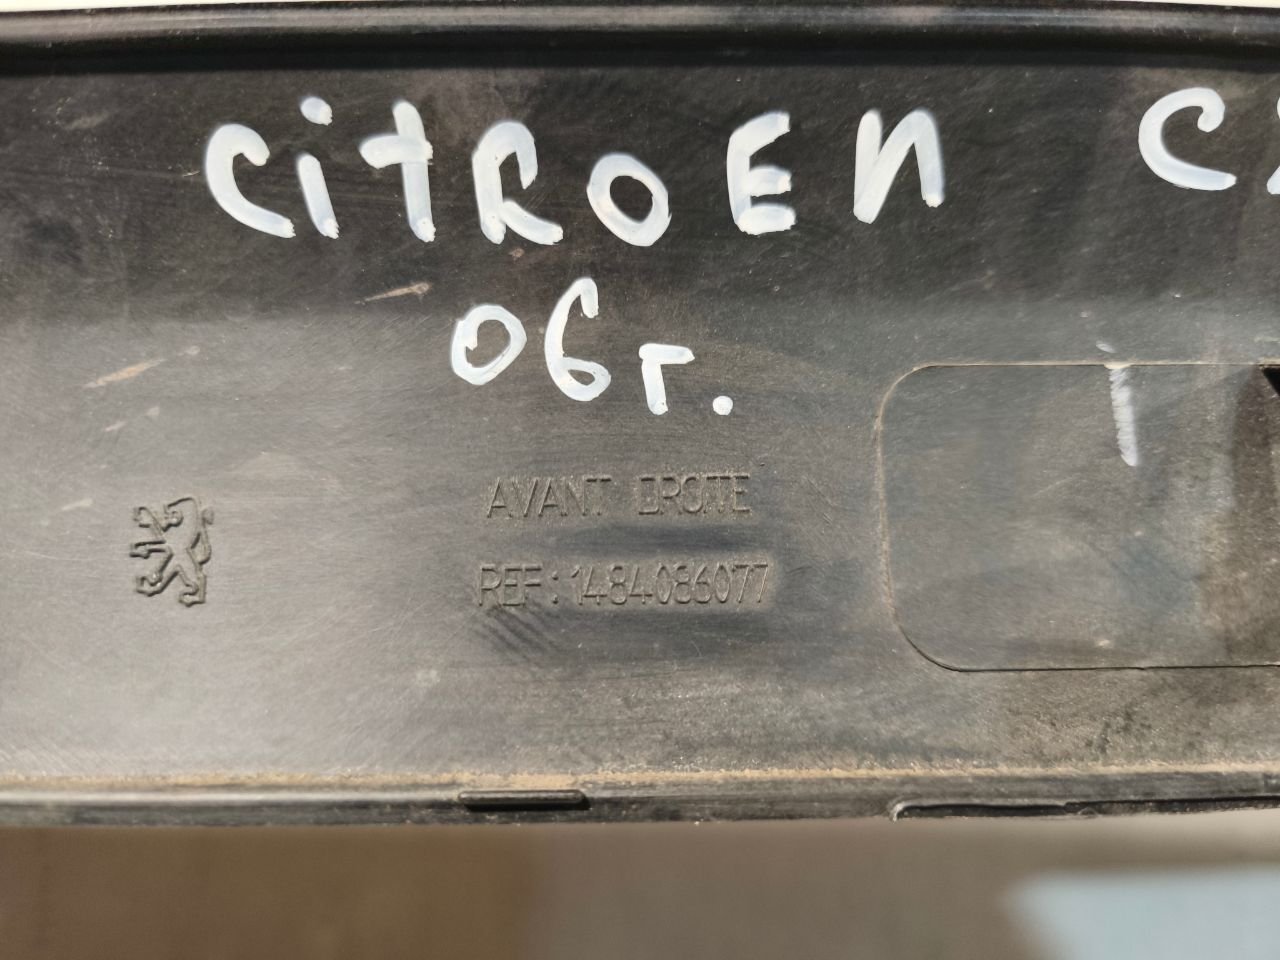 CiTROEN C
06г.
AVANT DROITE
REF: 1484086077